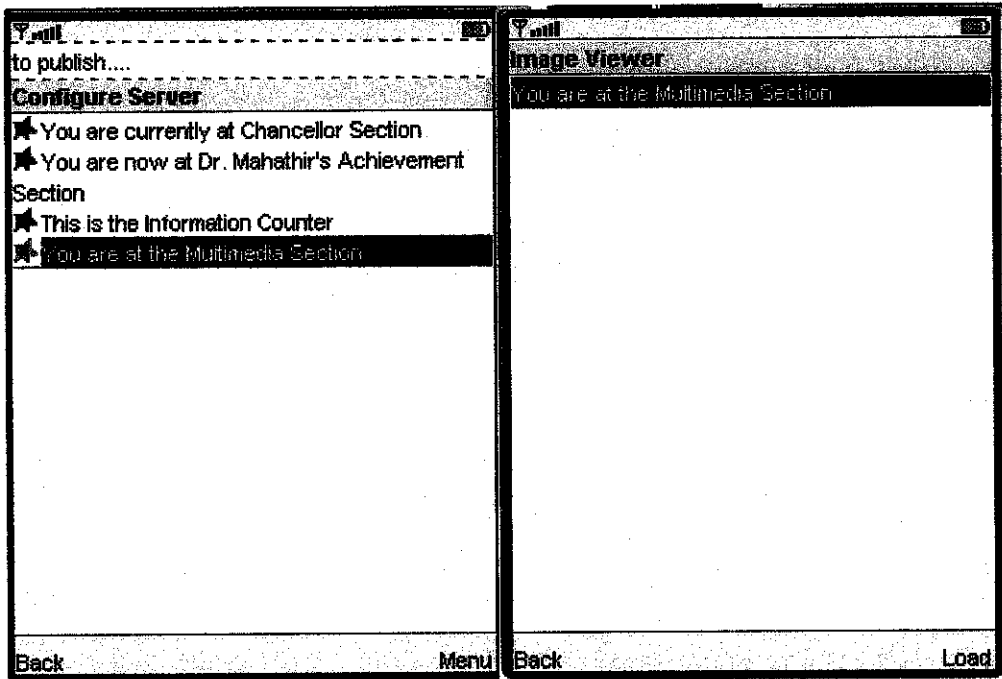 to publish....
Configure Server
You are currently at Chancellor Section
You are now at Dr. Mahathir's Achievement
Section
This is the Information Counter
You are at the Multimedia Section
Back Menu
Image Viewer
You are at the Multimedia Section
Back Load